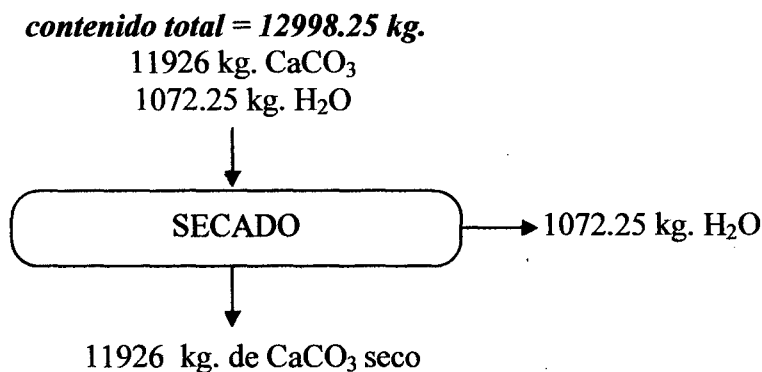 contenido total = 12998.25 kg.
11926 kg. CaCO₃
1072.25 kg. H₂O
SECADO
1072.25 kg. H₂O
11926 kg. de CaCO₃ seco